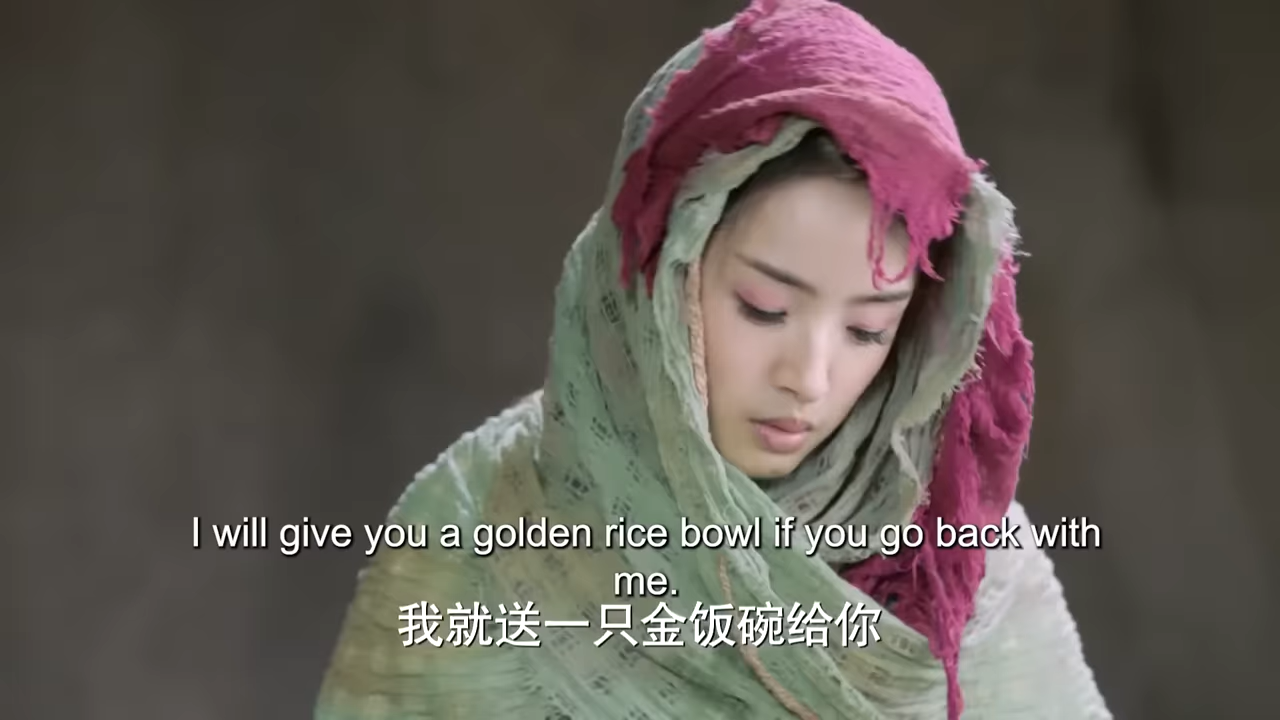 I will give you a golden rice bowl if you go back with
me.
我就送一只金饭碗给你